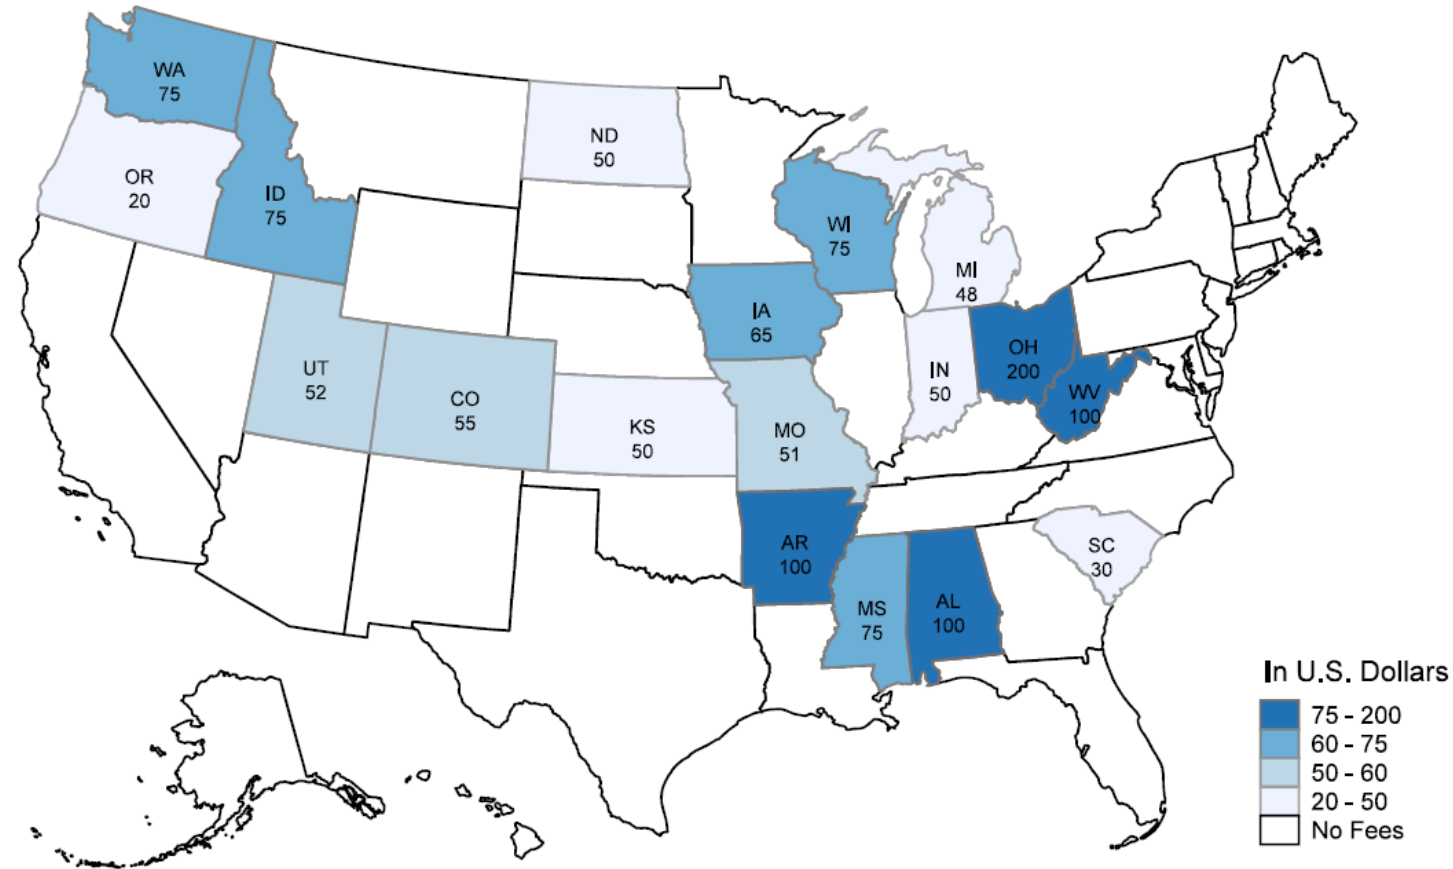 WA
75
OR
20
ID
75
ND
50
WI
75
MI
48
IA
65
UT
52
CO
55
KS
50
MO
51
IN
50
OH
200
WV
100
AR
100
MS
75
AL
100
SC
30
In U.S. Dollars
75 - 200
60 - 75
50 - 60
20 - 50
No Fees